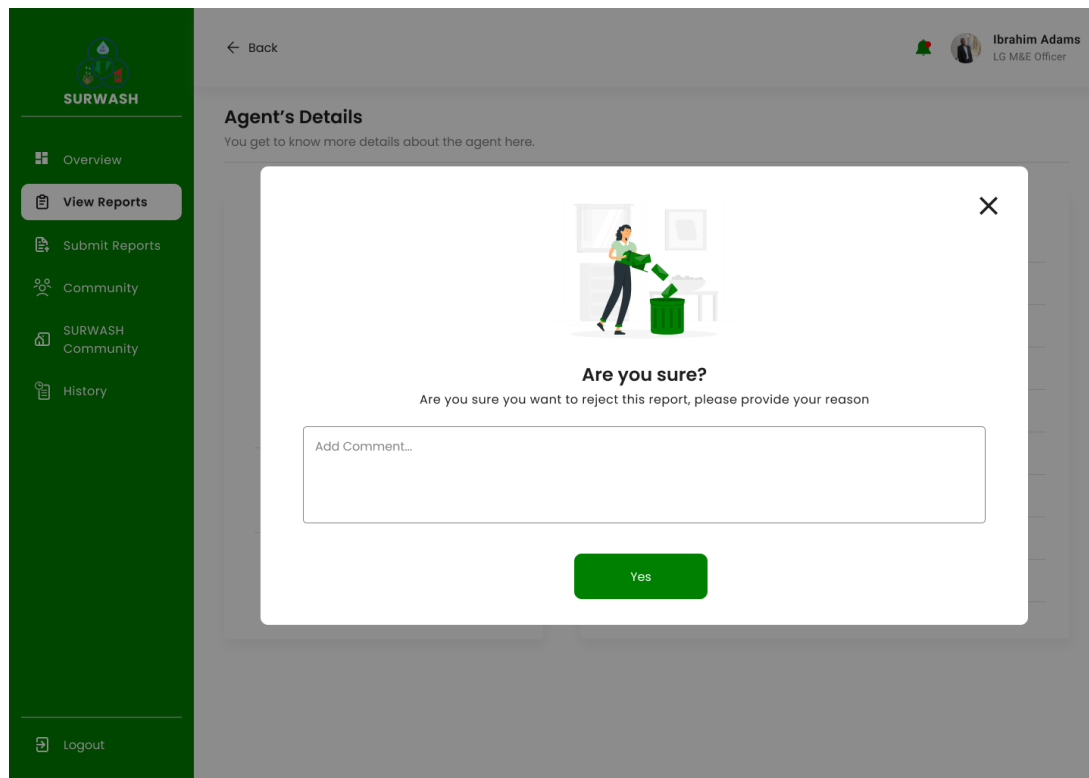 SURWASH
Overview
View Reports
Submit Reports
Community
SURWASH
Community
History
Logout
Back
Ibrahim Adams
LG M&E Officer
Agent’s Details
You get to know more details about the agent here.
Are you sure?
Are you sure you want to reject this report, please provide your reason
Add Comment...
Yes